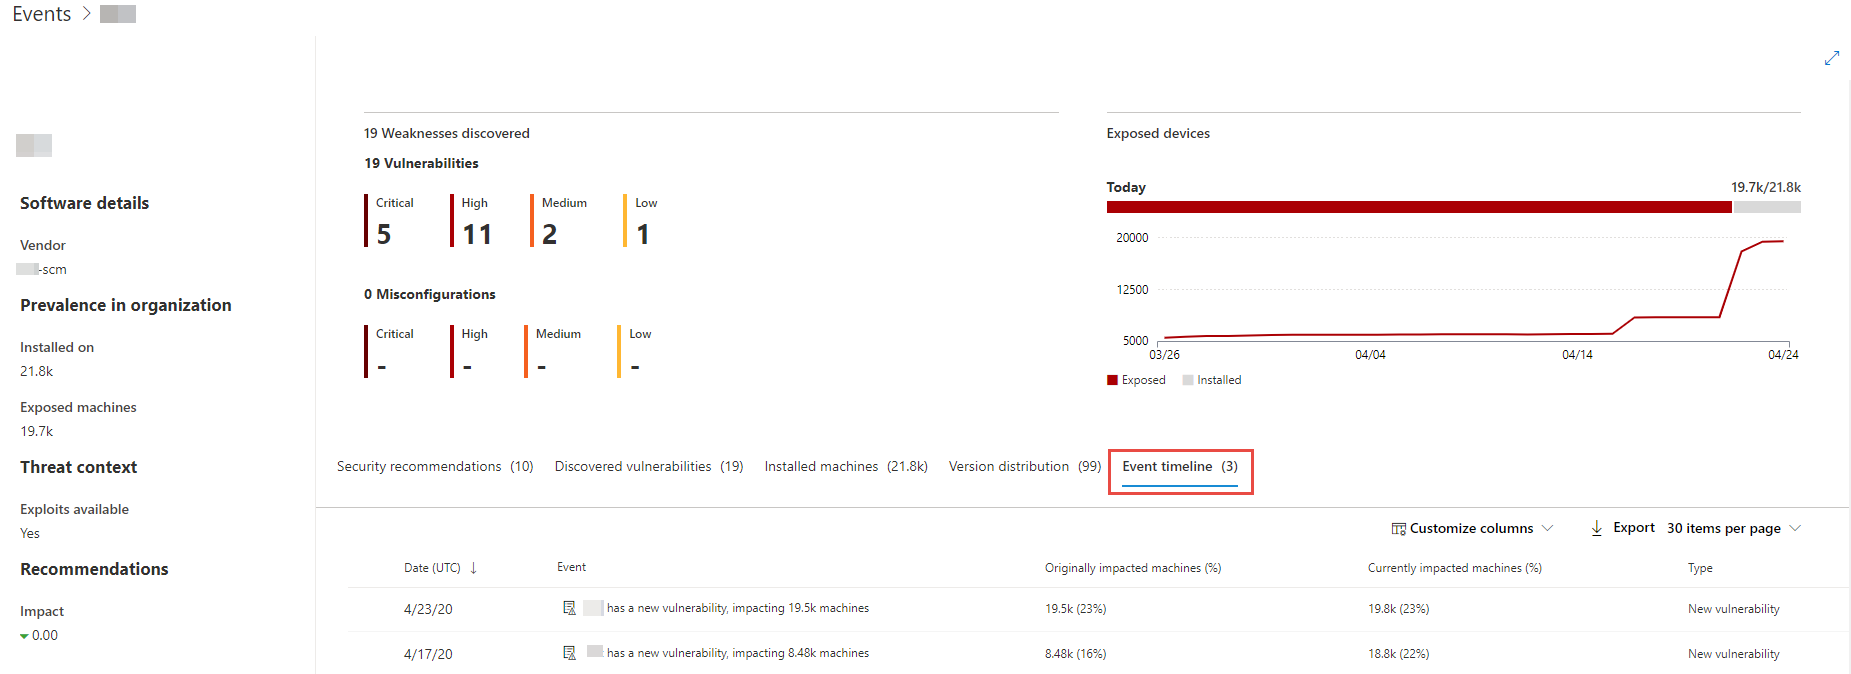 Events >
Software details
Vendor
-scm
Prevalence in organization
Installed on
21.8k
Exposed machines
19.7k
Threat context
Exploits available
Yes
Recommendations
Impact
0.00
19 Weaknesses discovered
19 Vulnerabilities
Critical High Medium Low
5 11 2 1
0 Misconfigurations
Critical High Medium Low
- - - -
Exposed devices
Today 19.7k/21.8k
20000
12500
5000
03/26 04/04 04/14 04/24
Exposed Installed
Security recommendations (10) Discovered vulnerabilities (19) Installed machines (21.8k) Version distribution (99) Event timeline (3)
Customize columns Export 30 items per page
Date (UTC) ↓ Event Originally impacted machines (%) Currently impacted machines (%) Type
4/23/20 has a new vulnerability, impacting 19.5k machines 19.5k (23%) 19.8k (23%) New vulnerability
4/17/20 has a new vulnerability, impacting 8.48k machines 8.48k (16%) 18.8k (22%) New vulnerability